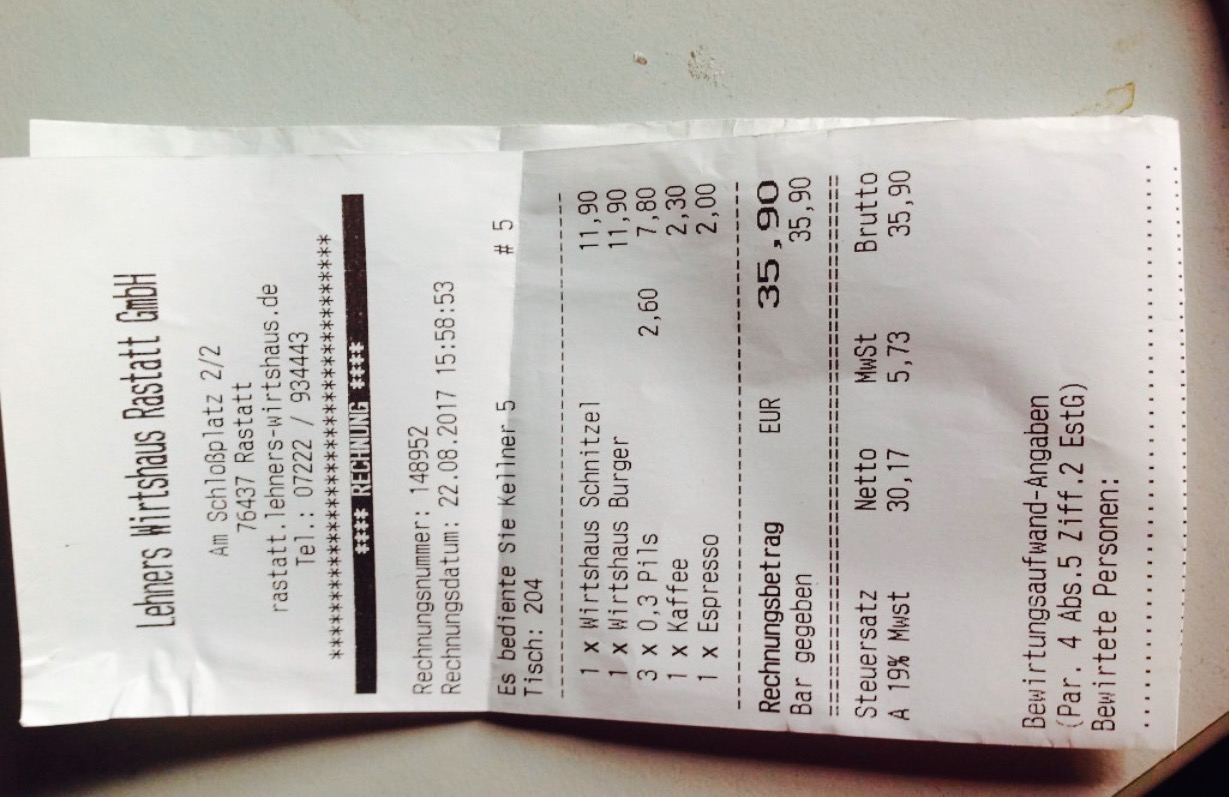 Lehners Wirtshaus Rastatt GmbH
Am Schloßplatz 2/2
76437 Rastatt
rastatt.lehners-wirtshaus.de
Tel.: 07222 / 934443
******************************************
**** RECHNUNG ****
Rechnungsnummer: 148952
Rechnungsdatum: 22.08.2017 15:58:53
Es bediente Sie Kellner 5 # 5
Tisch: 204
1 x Wirtshaus Schnitzel 11,90
1 x Wirtshaus Burger 11,90
3 x 0,3 Pils 2,60 7,80
1 x Kaffee 2,30
1 x Espresso 2,00
Rechnungsbetrag EUR 35,90
Bar gegeben 35,90
Steuersatz Netto MwSt Brutto
A 19% Mwst 30,17 5,73 35,90
Bewirtungsaufwand-Angaben
(Par. 4 Abs.5 Ziff.2 EstG)
Bewirtete Personen: